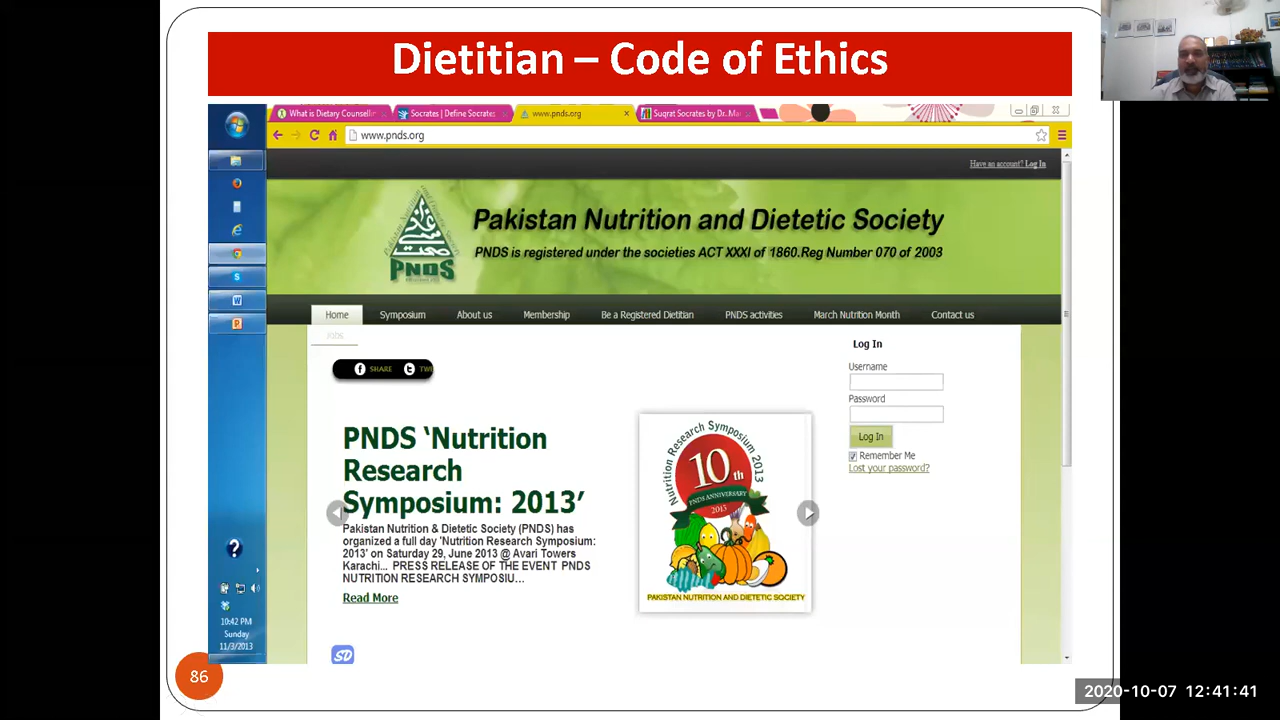 Dietitian – Code of Ethics
What is Dietary Counselli
Socrates | Define Socrates
www.pnds.org
Suqrat Socrates by Dr. Ma
www.pnds.org
Have an account? Log In
Pakistan Nutrition and Dietetic Society
PNDS is registered under the societies ACT XXXI of 1860.Reg Number 070 of 2003
PNDS
Home
Symposium
About us
Membership
Be a Registered Dietitian
PNDS activities
March Nutrition Month
Contact us
Jobs
SHARE
TWI
Log In
Username
Password
Log In
Remember Me
Lost your password?
PNDS ‘Nutrition
Research
Symposium: 2013’
Pakistan Nutrition & Dietetic Society (PNDS) has
organized a full day 'Nutrition Research Symposium:
2013' on Saturday 29, June 2013 @ Avari Towers
Karachi... PRESS RELEASE OF THE EVENT PNDS
NUTRITION RESEARCH SYMPOSIU...
Read More
Nutrition Research Symposium 2013
10th
PNDS ANNIVERSARY
2013
PAKISTAN NUTRITION AND DIETETIC SOCIETY
SD
10:42 PM
Sunday
11/3/2013
86
2020-10-07 12:41:41